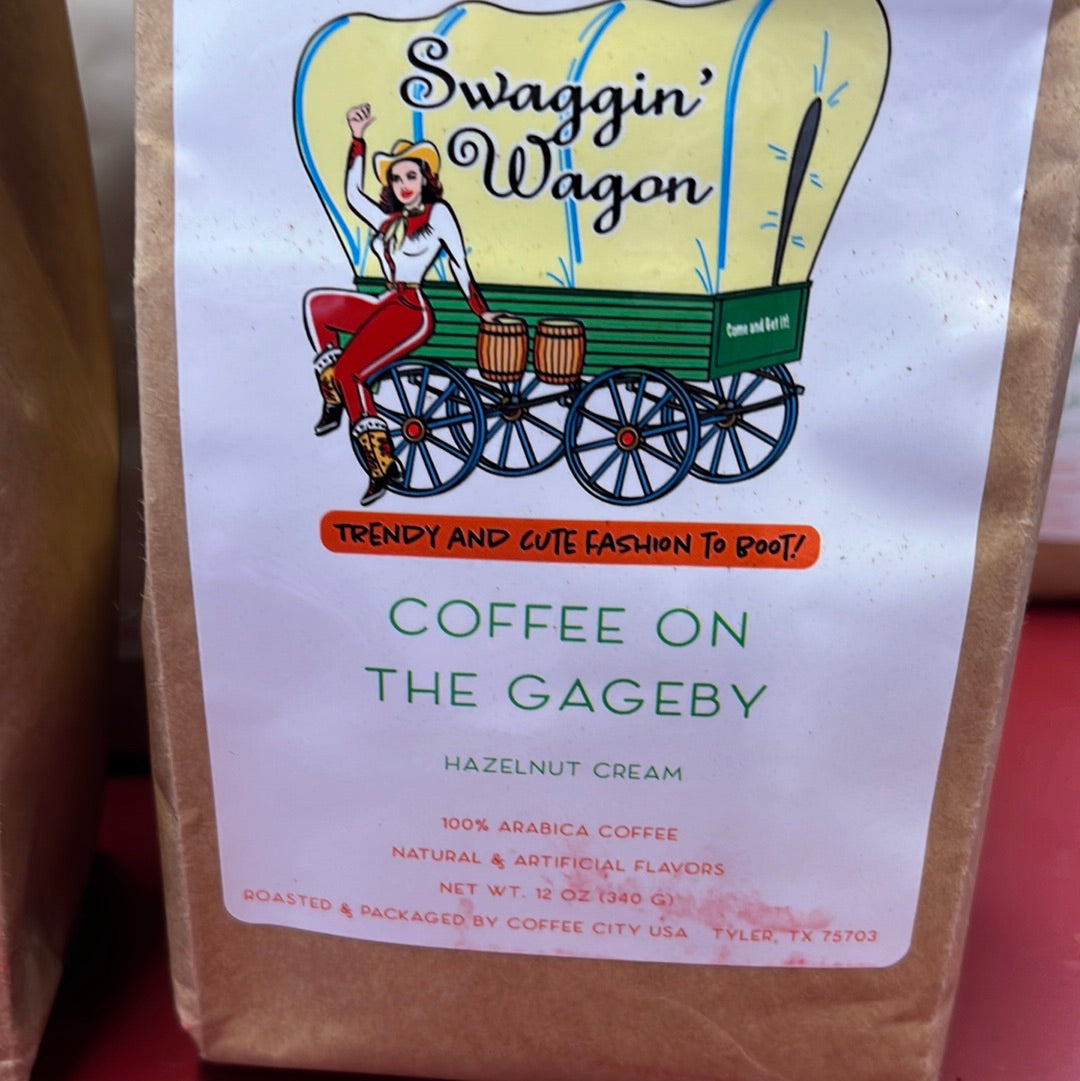 Swaggin'
Wagon
Come and Get it!
TRENDY AND CUTE FASHION TO BOOT!
COFFEE ON
THE GAGEBY
HAZELNUT CREAM
100% ARABICA COFFEE
NATURAL & ARTIFICIAL FLAVORS
NET WT. 12 OZ (340 G)
ROASTED & PACKAGED BY COFFEE CITY USA TYLER, TX 75703